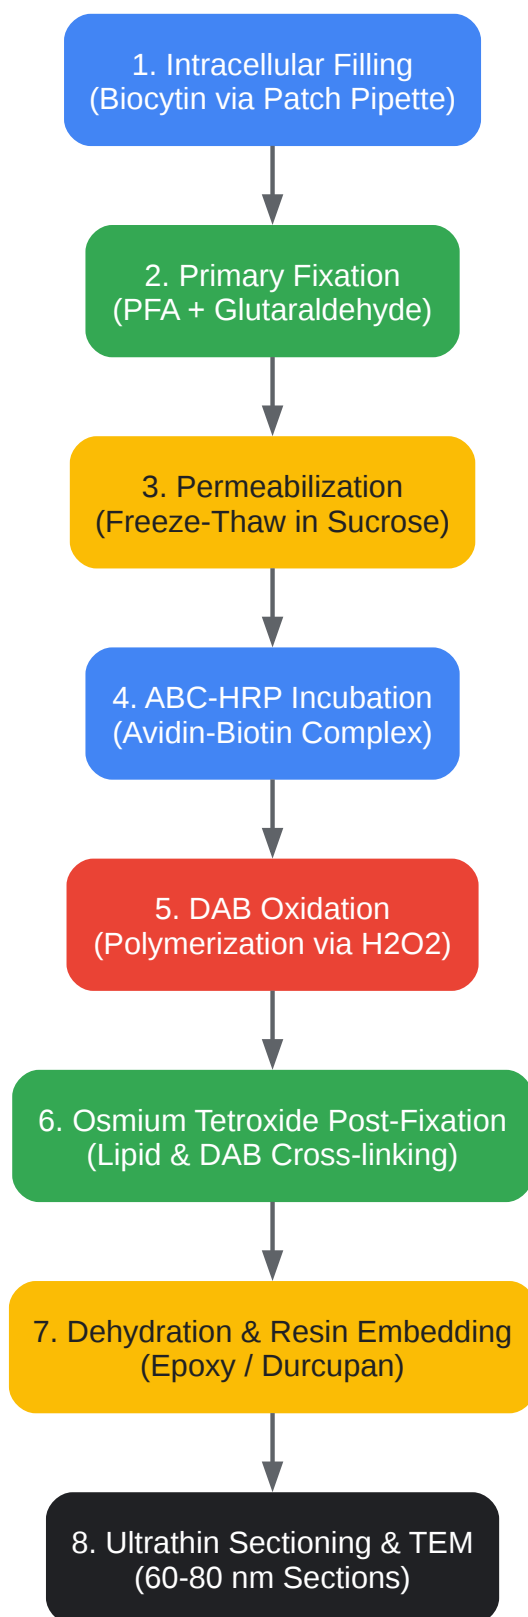 1. Intracellular Filling
(Biocytin via Patch Pipette)
2. Primary Fixation
(PFA + Glutaraldehyde)
3. Permeabilization
(Freeze-Thaw in Sucrose)
4. ABC-HRP Incubation
(Avidin-Biotin Complex)
5. DAB Oxidation
(Polymerization via H2O2)
6. Osmium Tetroxide Post-Fixation
(Lipid & DAB Cross-linking)
7. Dehydration & Resin Embedding
(Epoxy / Durcupan)
8. Ultrathin Sectioning & TEM
(60-80 nm Sections)